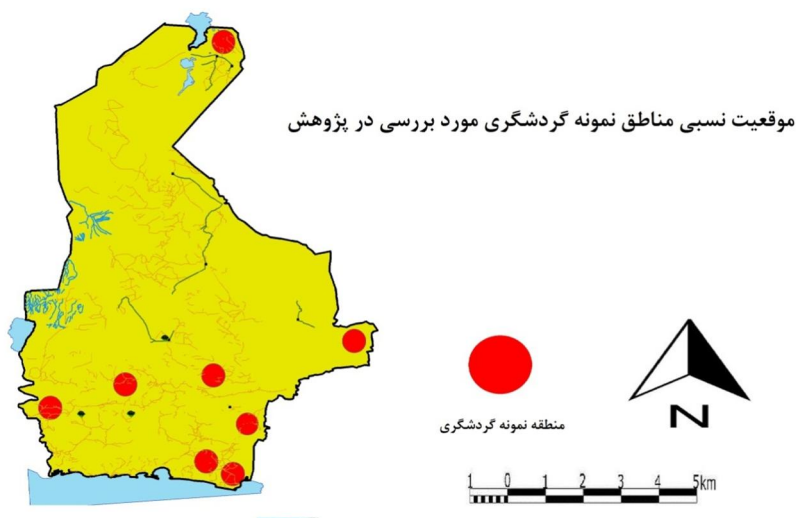 موقعیت نسبی مناطق نمونه گردشگری مورد بررسی در پژوهش
منطقه نمونه گردشگری
N
1 0 1 2 3 4 5km